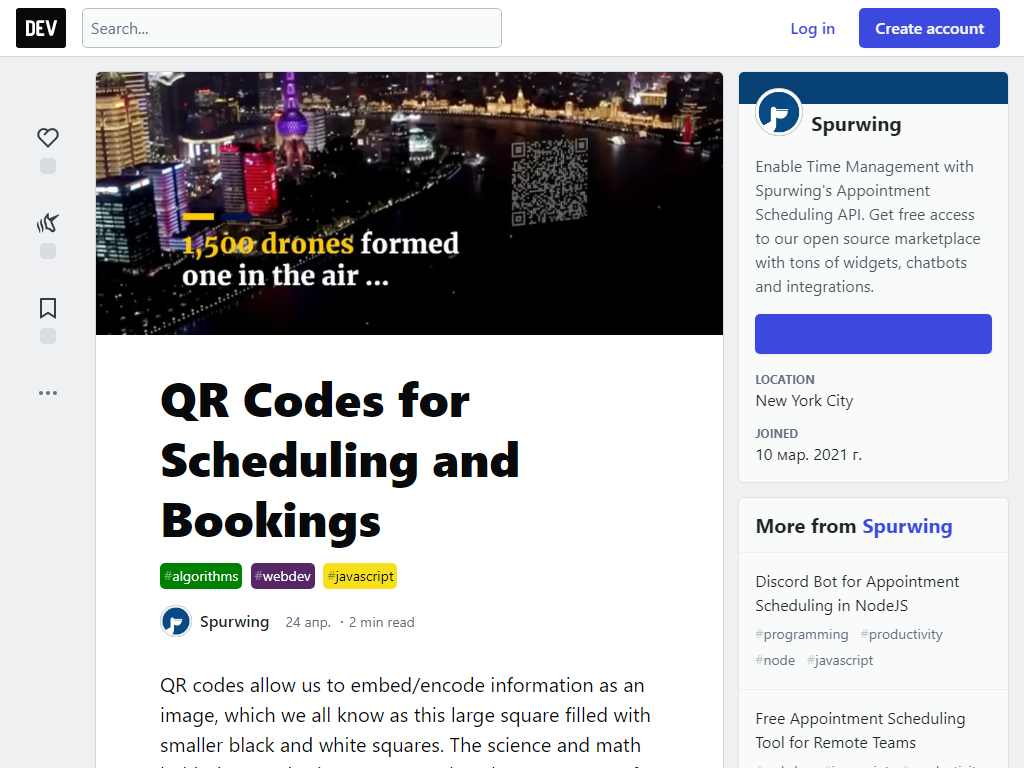 DEV
Search...
Log in
Create account
1,500 drones formed
one in the air ...
QR Codes for
Scheduling and
Bookings
#algorithms #webdev #javascript
Spurwing 24 апр. · 2 min read
QR codes allow us to embed/encode information as an
image, which we all know as this large square filled with
smaller black and white squares. The science and math
Spurwing
Enable Time Management with
Spurwing's Appointment
Scheduling API. Get free access
to our open source marketplace
with tons of widgets, chatbots
and integrations.
LOCATION
New York City
JOINED
10 мар. 2021 г.
More from Spurwing
Discord Bot for Appointment
Scheduling in NodeJS
#programming #productivity
#node #javascript
Free Appointment Scheduling
Tool for Remote Teams